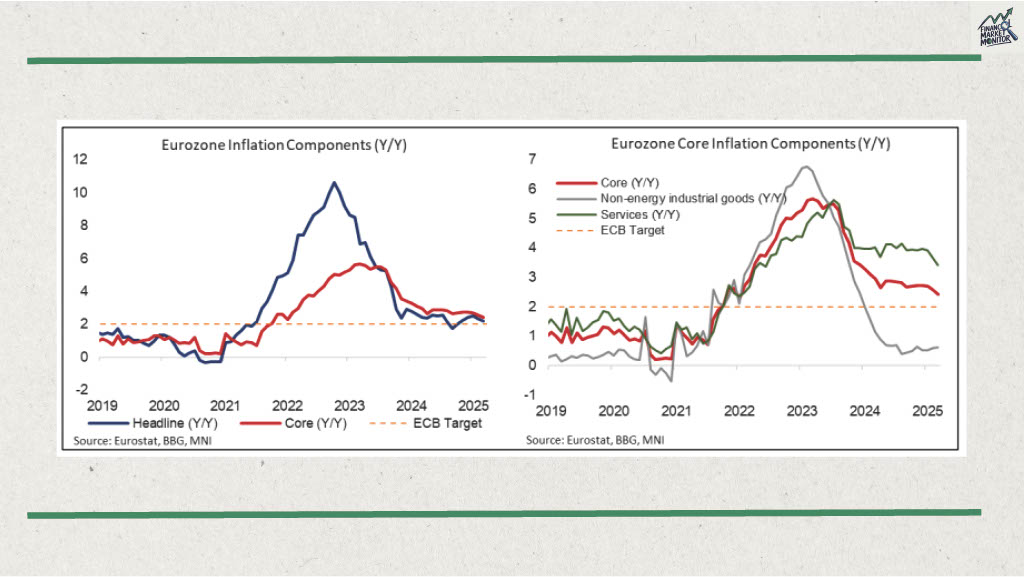 FINANCIAL
MARKET
MONITOR
Eurozone Inflation Components (Y/Y)
12
10
8
6
4
2
0
-2
2019 2020 2021 2022 2023 2024 2025
Headline (Y/Y) Core (Y/Y) ECB Target
Source: Eurostat, BBG, MNI
Eurozone Core Inflation Components (Y/Y)
7
6
5
4
3
2
1
0
-1
Core (Y/Y)
Non-energy industrial goods (Y/Y)
Services (Y/Y)
ECB Target
2019 2020 2021 2022 2023 2024 2025
Source: Eurostat, BBG, MNI